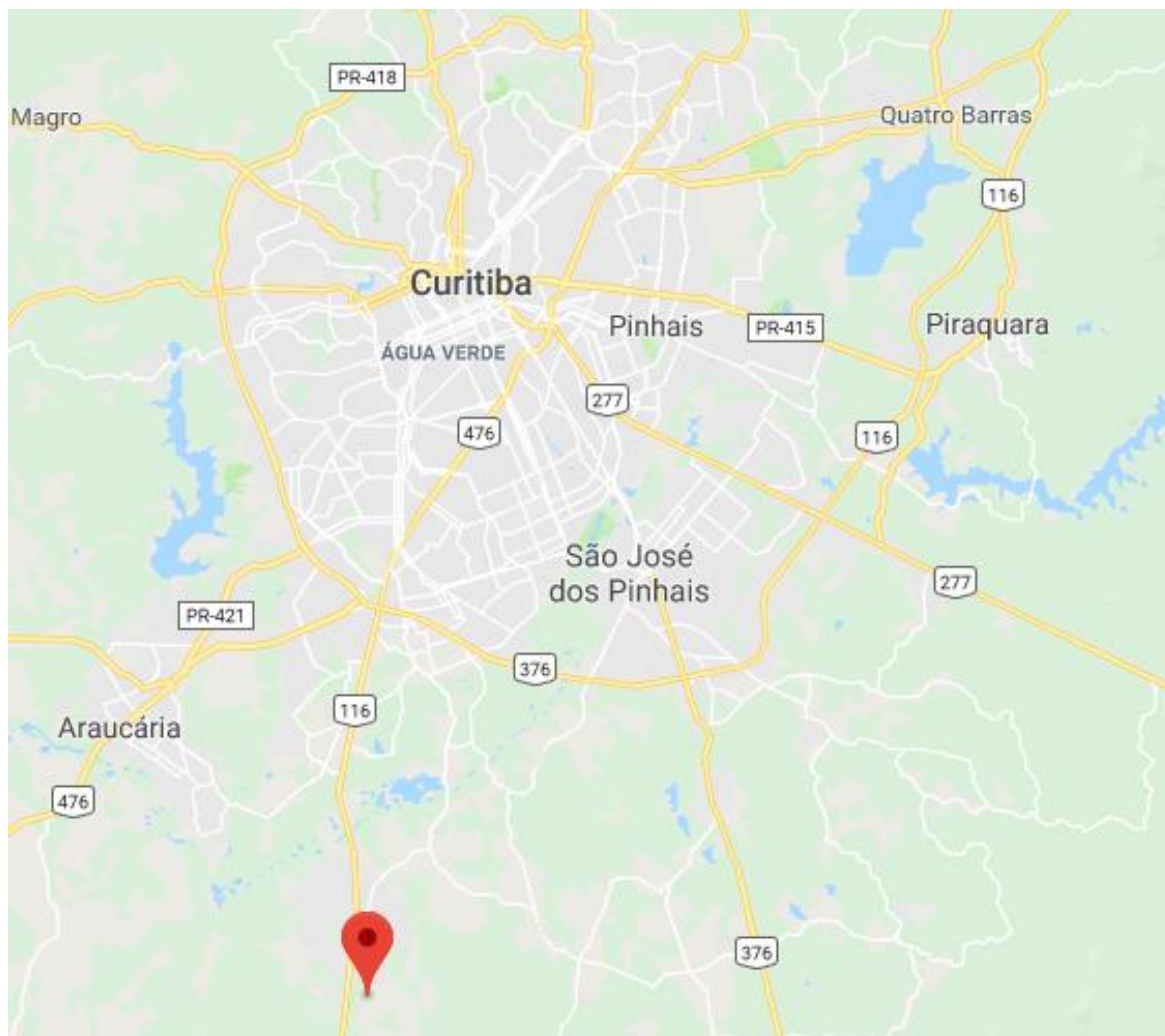 PR-418
Magro
Quatro Barras
116
Curitiba
Pinhais
PR-415
Piraquara
ÁGUA VERDE
277
476
116
São José
dos Pinhais
277
PR-421
376
116
Araucária
476
376